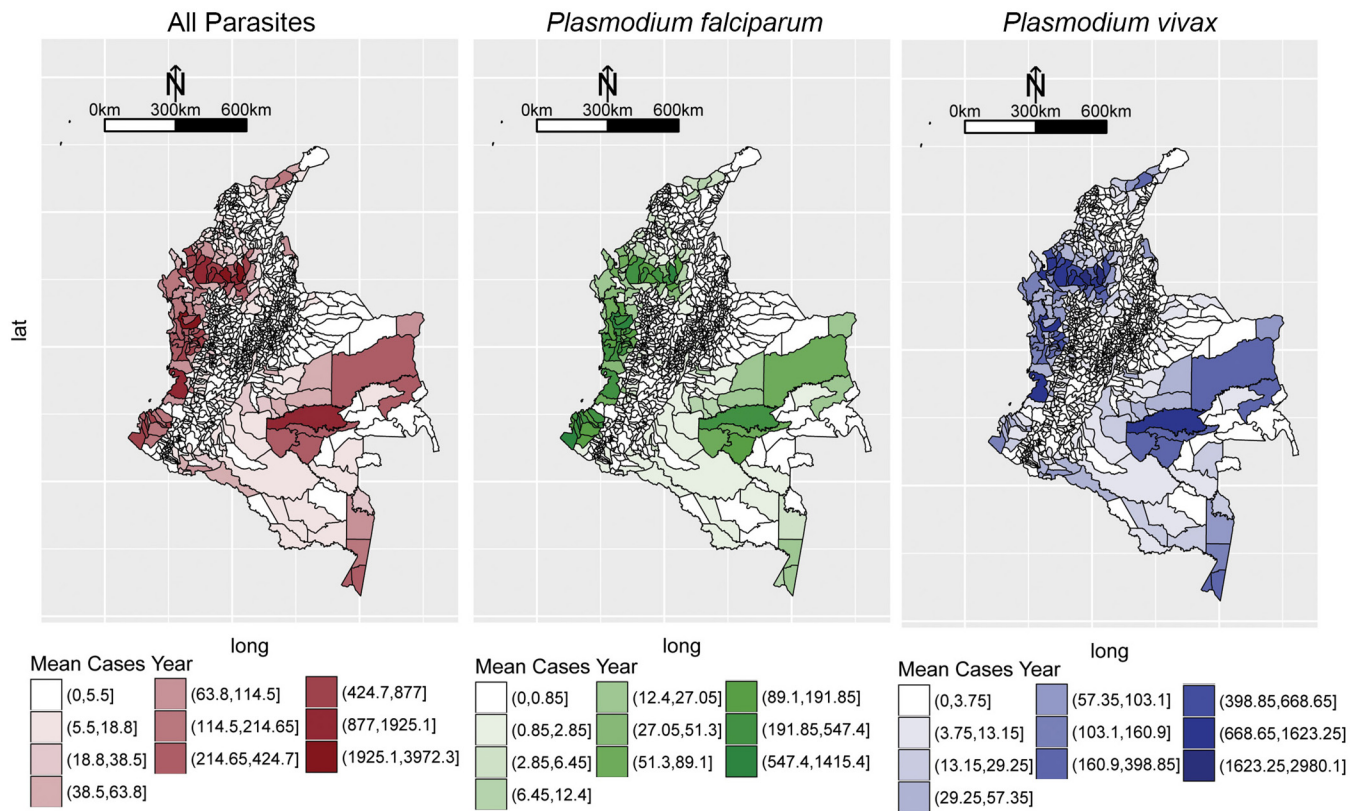 All Parasites
Plasmodium falciparum
Plasmodium vivax
N
0km 300km 600km
N
0km 300km 600km
N
0km 300km 600km
lat
long
long
long
Mean Cases Year
(0,5.5]
(5.5,18.8]
(18.8,38.5]
(38.5,63.8]
(63.8,114.5]
(114.5,214.65]
(214.65,424.7]
(424.7,877]
(877,1925.1]
(1925.1,3972.3]
Mean Cases Year
(0,0.85]
(0.85,2.85]
(2.85,6.45]
(6.45,12.4]
(12.4,27.05]
(27.05,51.3]
(51.3,89.1]
(89.1,191.85]
(191.85,547.4]
(547.4,1415.4]
Mean Cases Year
(0,3.75]
(3.75,13.15]
(13.15,29.25]
(29.25,57.35]
(57.35,103.1]
(103.1,160.9]
(160.9,398.85]
(398.85,668.65]
(668.65,1623.25]
(1623.25,2980.1]